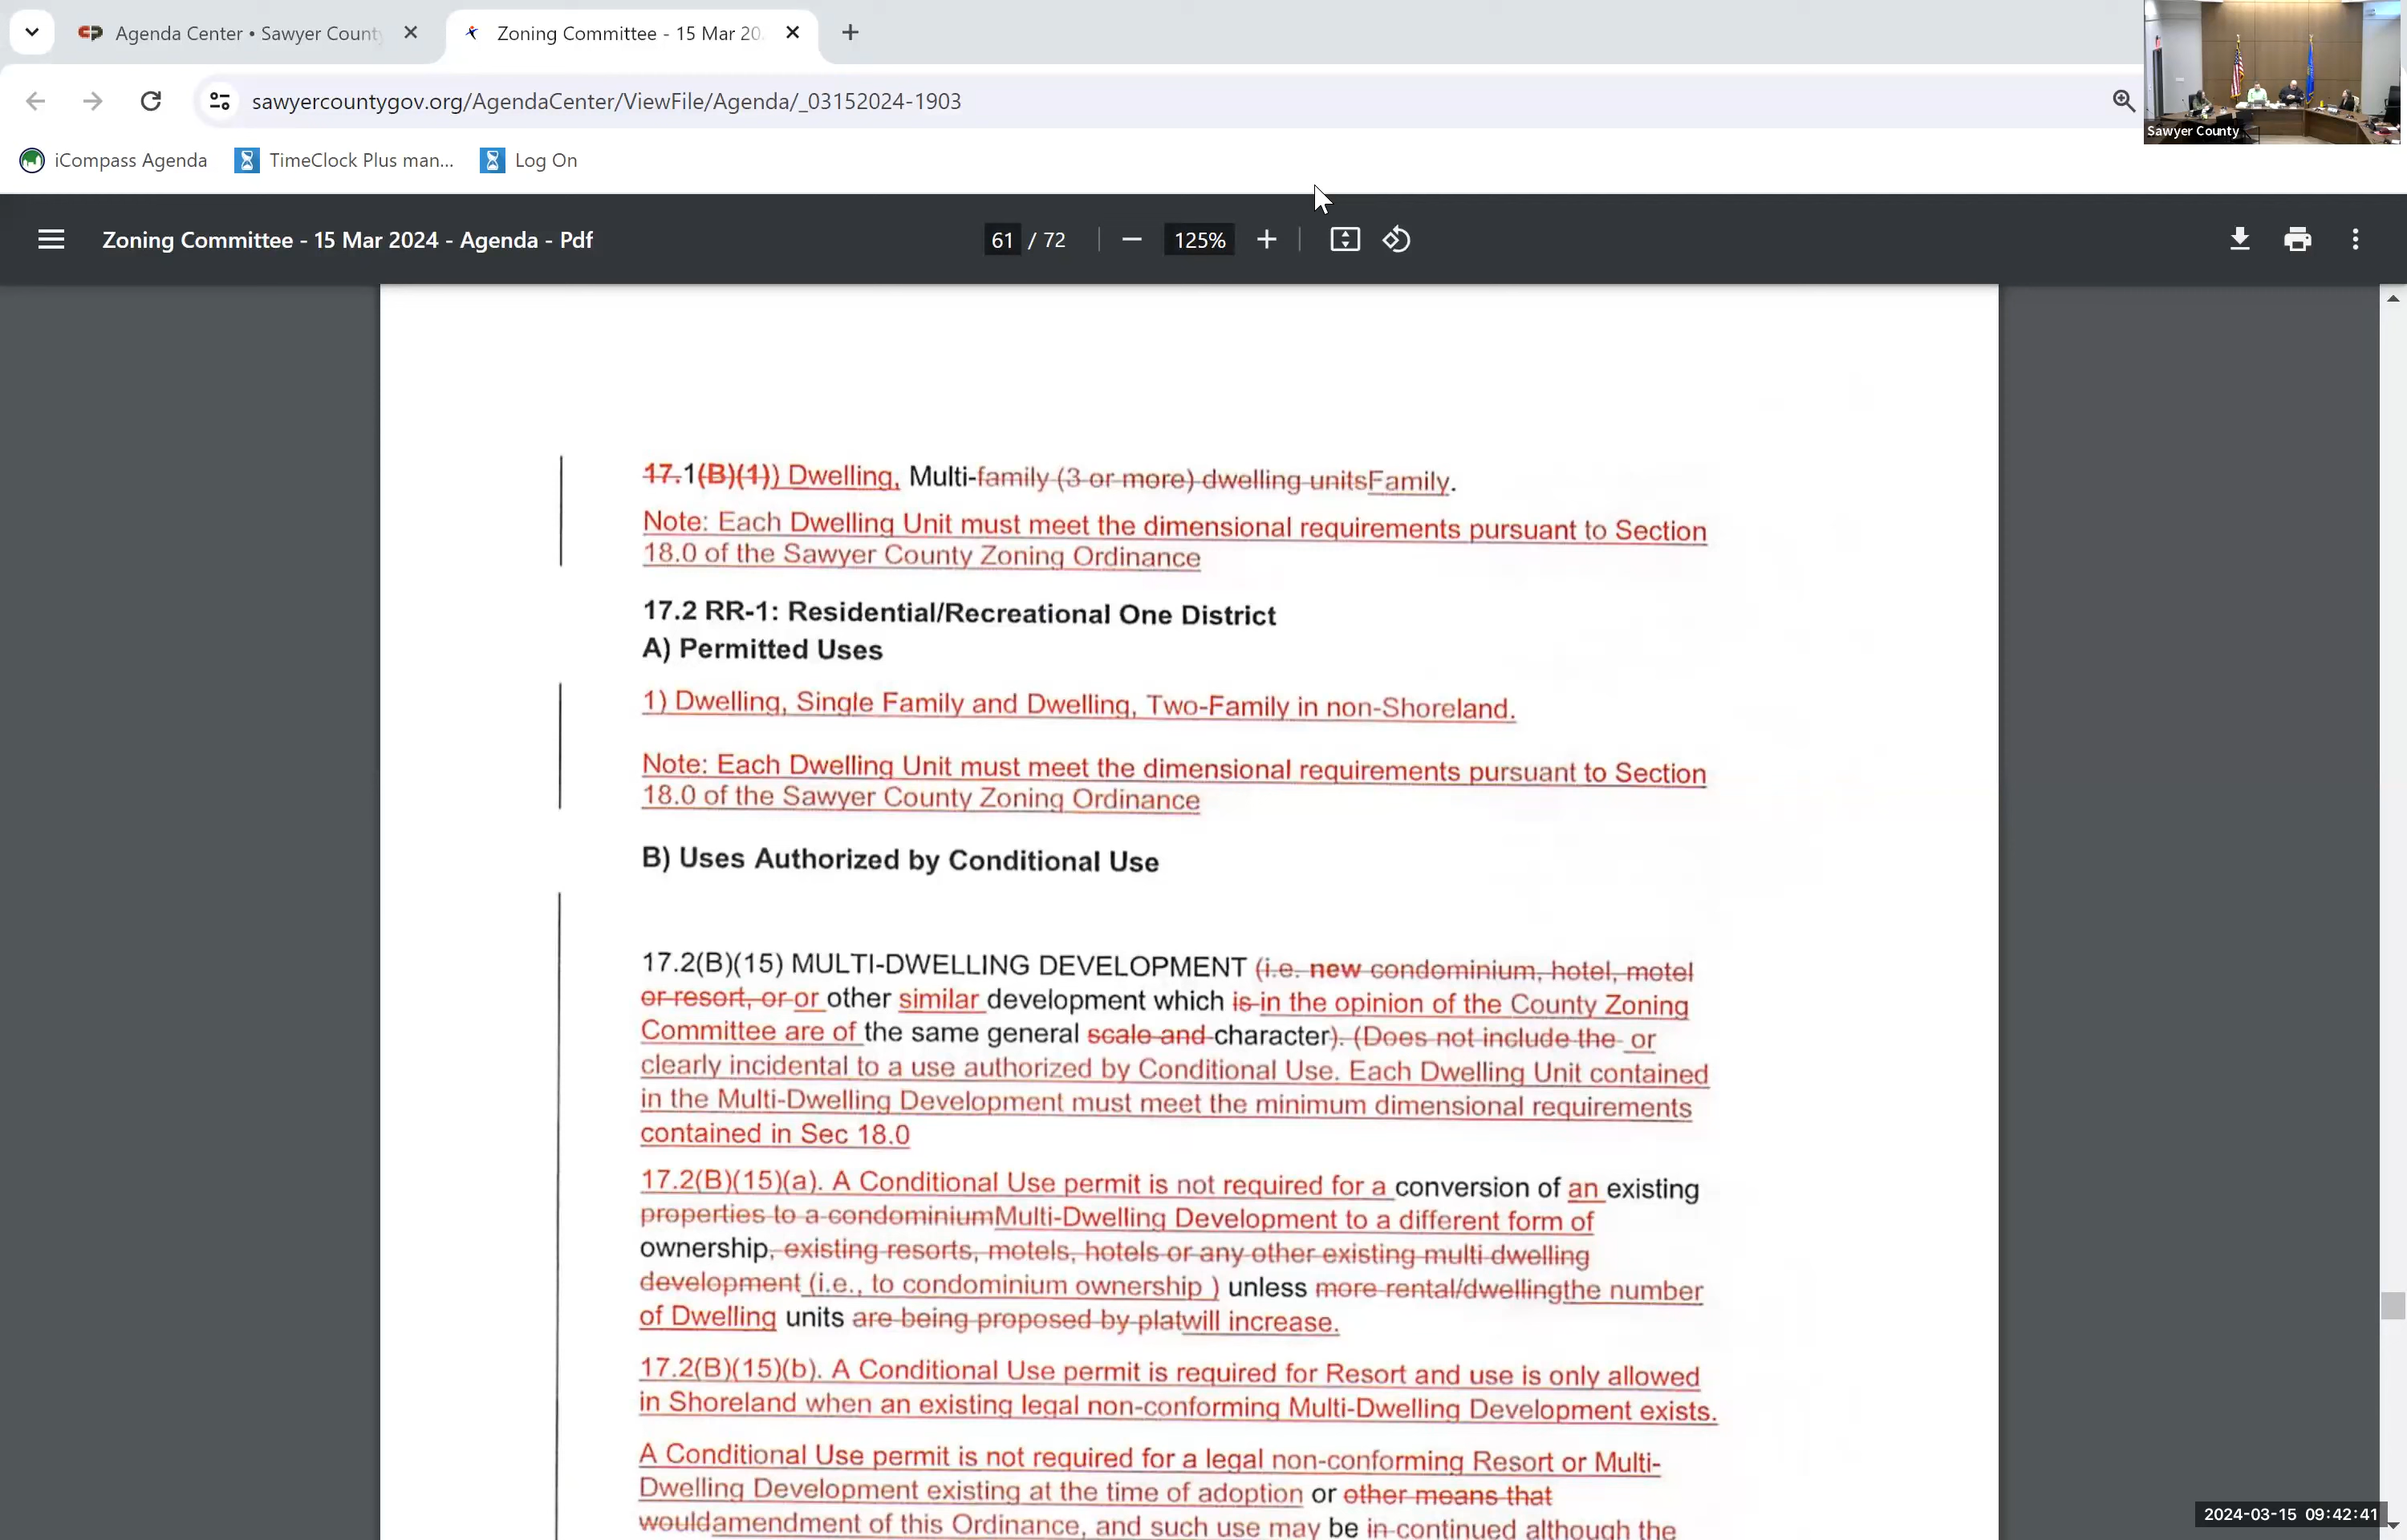 Agenda Center • Sawyer County
Zoning Committee - 15 Mar 20
sawyercountygov.org/AgendaCenter/ViewFile/Agenda/_03152024-1903
Sawyer County
iCompass Agenda
TimeClock Plus man...
Log On
Zoning Committee - 15 Mar 2024 - Agenda - Pdf
61 / 72
125%
17.1(B)(1)) Dwelling, Multi-family (3 or more) dwelling unitsFamily.
Note: Each Dwelling Unit must meet the dimensional requirements pursuant to Section
18.0 of the Sawyer County Zoning Ordinance
17.2 RR-1: Residential/Recreational One District
A) Permitted Uses
1) Dwelling, Single Family and Dwelling, Two-Family in non-Shoreland.
Note: Each Dwelling Unit must meet the dimensional requirements pursuant to Section
18.0 of the Sawyer County Zoning Ordinance
B) Uses Authorized by Conditional Use
17.2(B)(15) MULTI-DWELLING DEVELOPMENT (i.e. new condominium, hotel, motel
or resort, or or other similar development which is in the opinion of the County Zoning
Committee are of the same general scale and character). (Does not include the or
clearly incidental to a use authorized by Conditional Use. Each Dwelling Unit contained
in the Multi-Dwelling Development must meet the minimum dimensional requirements
contained in Sec 18.0
17.2(B)(15)(a). A Conditional Use permit is not required for a conversion of an existing
properties to a condominiumMulti-Dwelling Development to a different form of
ownership, existing resorts, motels, hotels or any other existing multi dwelling
development (i.e., to condominium ownership ) unless more rental/dwellingthe number
of Dwelling units are being proposed by platwill increase.
17.2(B)(15)(b). A Conditional Use permit is required for Resort and use is only allowed
in Shoreland when an existing legal non-conforming Multi-Dwelling Development exists.
A Conditional Use permit is not required for a legal non-conforming Resort or Multi-
Dwelling Development existing at the time of adoption or other means that
wouldamendment of this Ordinance, and such use may be in continued although the
2024-03-15 09:42:41